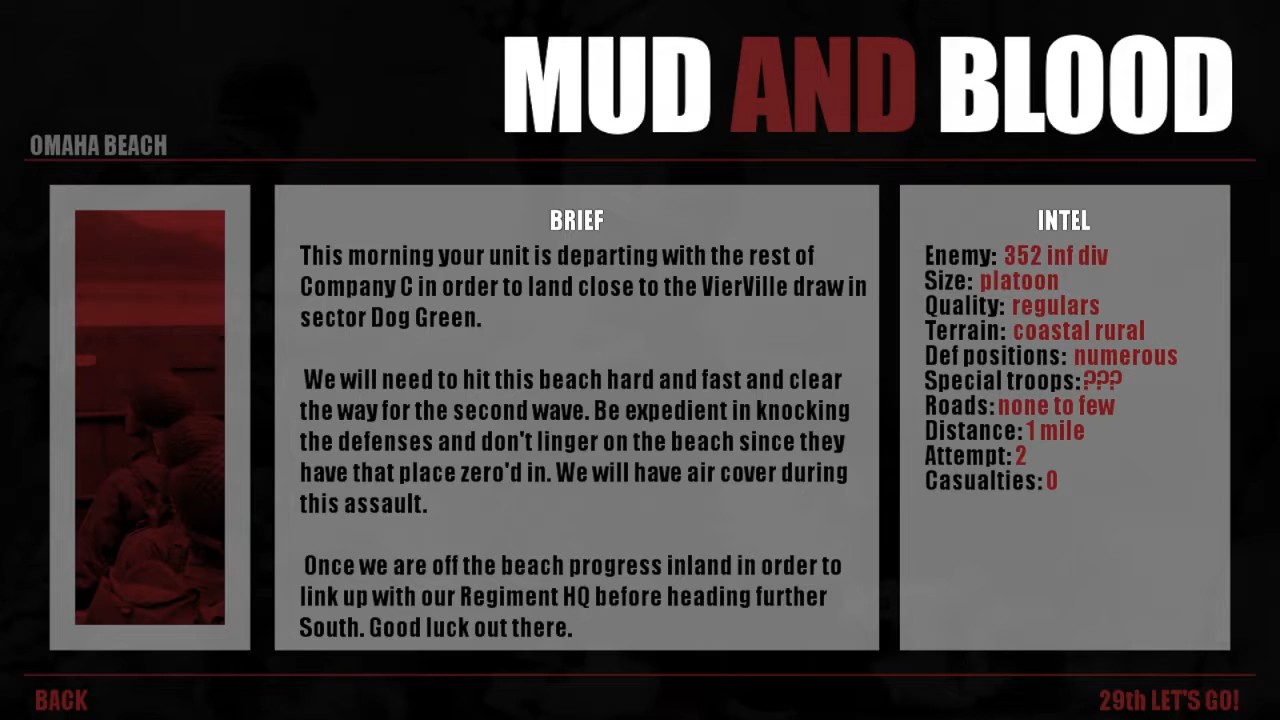 MUD AND BLOOD
OMAHA BEACH
BRIEF
This morning your unit is departing with the rest of
Company C in order to land close to the VierVille draw in
sector Dog Green.
We will need to hit this beach hard and fast and clear
the way for the second wave. Be expedient in knocking
the defenses and don't linger on the beach since they
have that place zero'd in. We will have air cover during
this assault.
Once we are off the beach progress inland in order to
link up with our Regiment HQ before heading further
South. Good luck out there.
INTEL
Enemy: 352 inf div
Size: platoon
Quality: regulars
Terrain: coastal rural
Def positions: numerous
Special troops:???
Roads: none to few
Distance: 1 mile
Attempt: 2
Casualties: 0
BACK
29th LET'S GO!